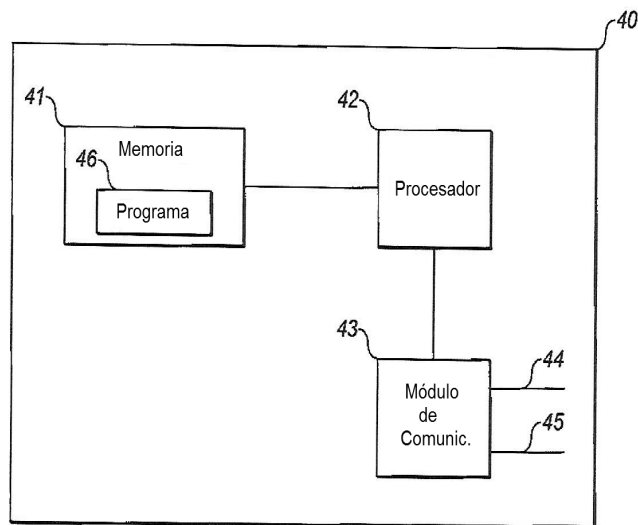 40
41
Memoria
46
Programa
42
Procesador
43
Módulo
de
Comunic.
44
45